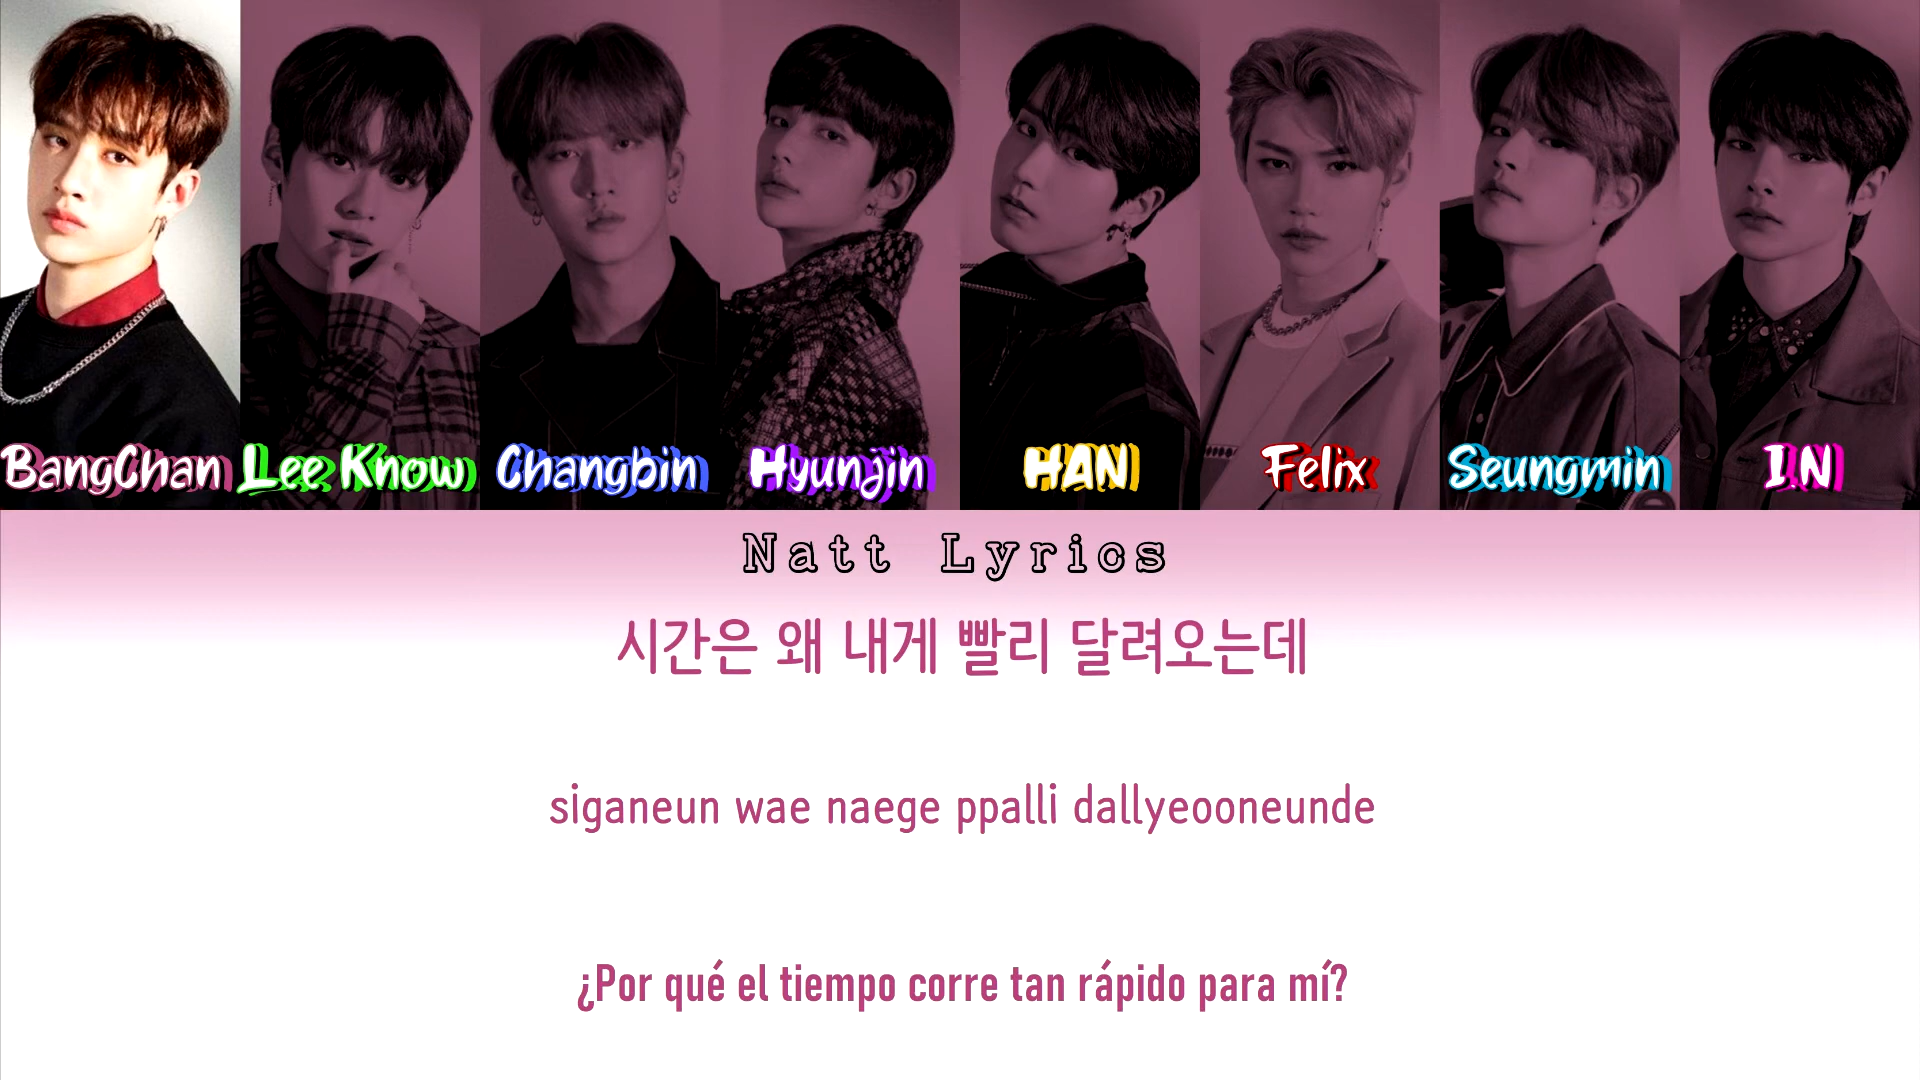 BangChan Lee Know Changbin Hyunjin HAN Felix Seungmin I.N
Natt Lyrics
시간은 왜 내게 빨리 달려오는데
siganeun wae naege ppalli dallyeooneunde
¿Por qué el tiempo corre tan rápido para mí?